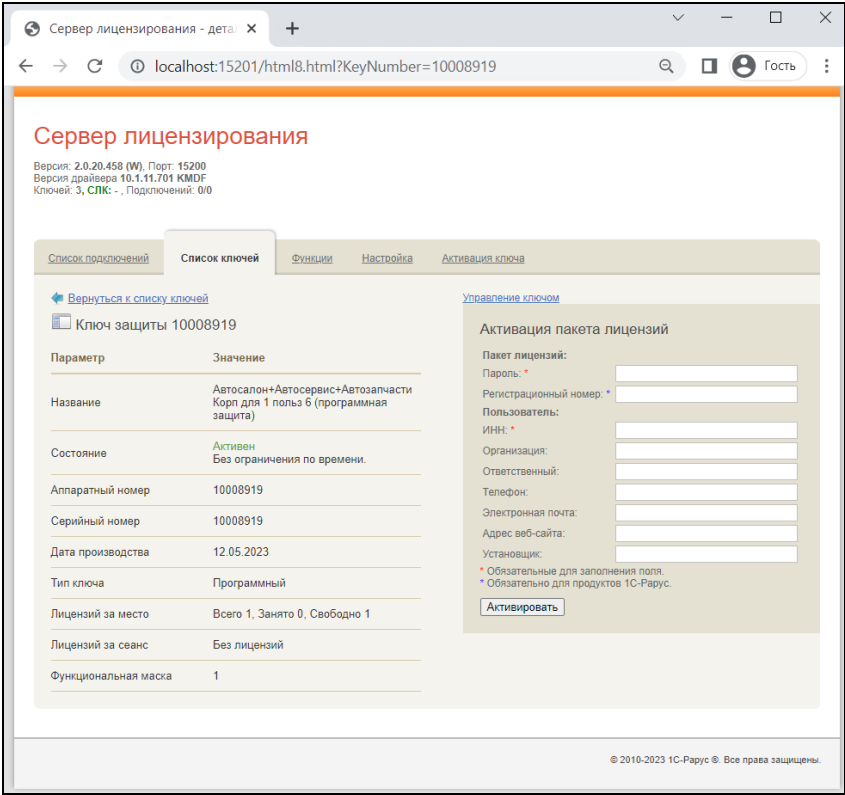 Сервер лицензирования - дета
localhost:15201/html8.html?KeyNumber=10008919
Гость
Сервер лицензирования
Версия: 2.0.20.458 (W), Порт: 15200
Версия драйвера 10.1.11.701 KMDF
Ключей: 3, СЛК: - , Подключений: 0/0
Список подключений
Список ключей
Функции
Настройка
Активация ключа
Вернуться к списку ключей
Ключ защиты 10008919
Параметр Значение
Название Автосалон+Автосервис+Автозапчасти
Корп для 1 польз 6 (программная
защита)
Состояние Активен
Без ограничения по времени.
Аппаратный номер 10008919
Серийный номер 10008919
Дата производства 12.05.2023
Тип ключа Программный
Лицензий за место Всего 1, Занято 0, Свободно 1
Лицензий за сеанс Без лицензий
Функциональная маска 1
Управление ключом
Активация пакета лицензий
Пакет лицензий:
Пароль: *
Регистрационный номер: *
Пользователь:
ИНН: *
Организация:
Ответственный:
Телефон:
Электронная почта:
Адрес веб-сайта:
Установщик:
* Обязательные для заполнения поля.
* Обязательно для продуктов 1С-Рарус.
Активировать
© 2010-2023 1С-Рарус ®. Все права защищены.